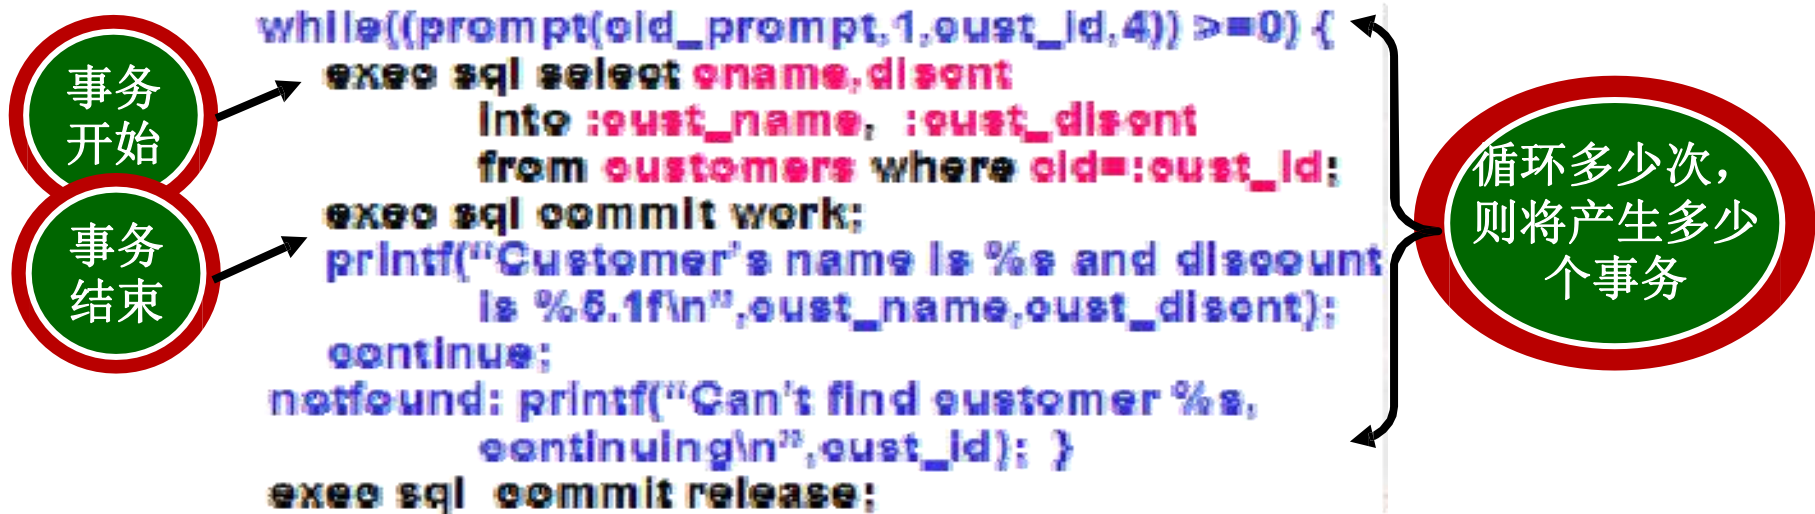 事务
开始
事务
结束
while((prompt(cid_prompt,1,cust_id,4)) >=0) {
exec sql select cname,discnt
into :cust_name, :cust_discnt
from customers where cid=:cust_id;
exec sql commit work;
printf(“Customer’s name is %s and discount
is %5.1f\n”,cust_name,cust_discnt);
continue;
notfound: printf(“Can’t find customer %s,
continuing\n”,cust_id); }
exec sql commit release;
循环多少次，
则将产生多少
个事务